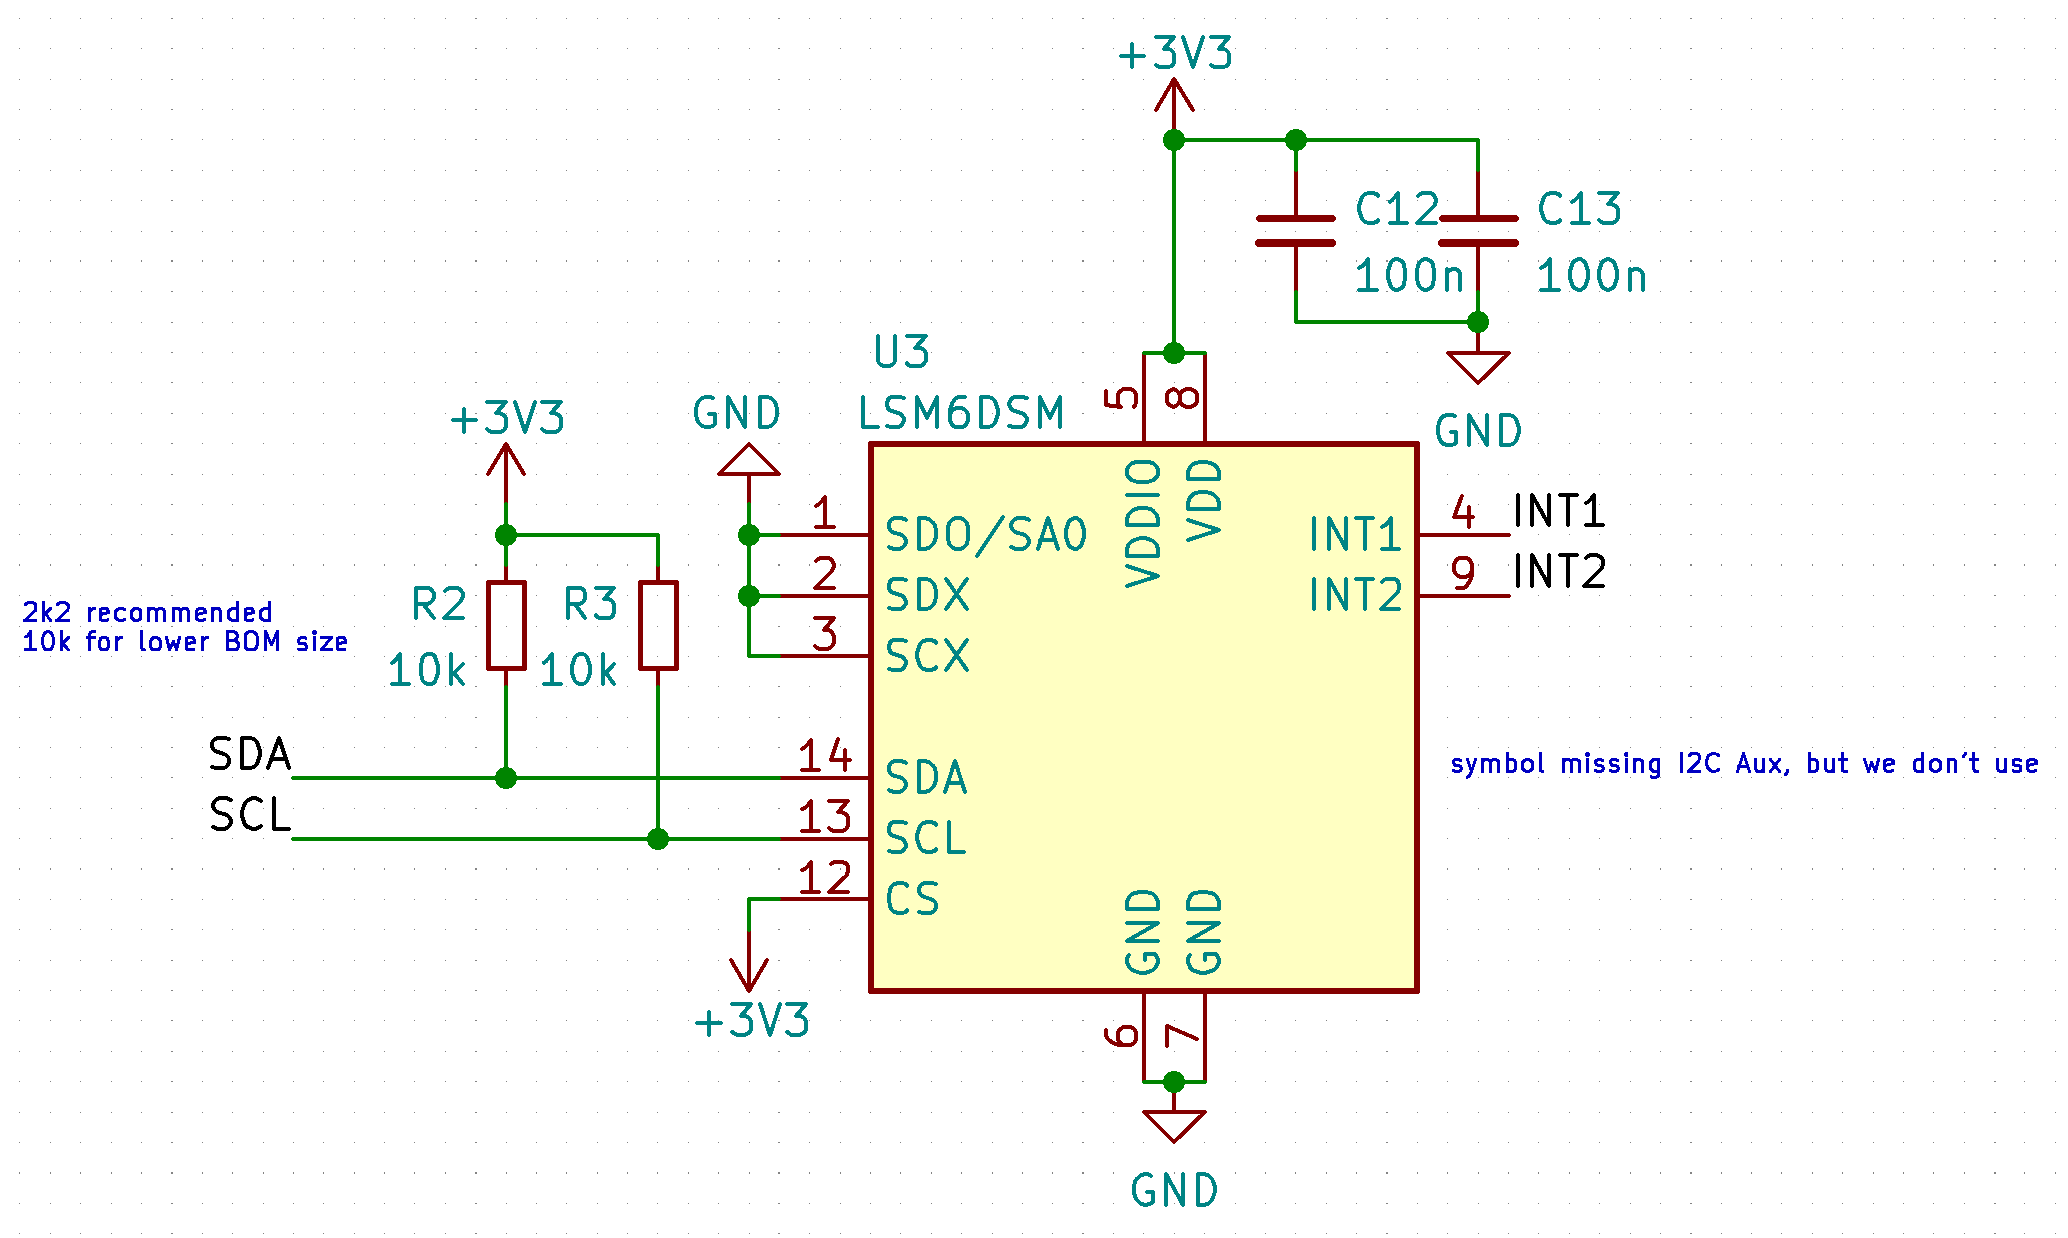 +3V3
C12
C13
100n
100n
U3
LSM6DSM
5
8
GND
+3V3
GND
VDDIO
VDD
1
SDO/SA0
2
SDX
3
SCX
INT1
4
INT1
INT2
9
INT2
2k2 recommended
10k for lower BOM size
R2
R3
10k
10k
SDA
14
SDA
SCL
13
SCL
12
CS
symbol missing I2C Aux, but we don't use
+3V3
GND
GND
6
7
GND